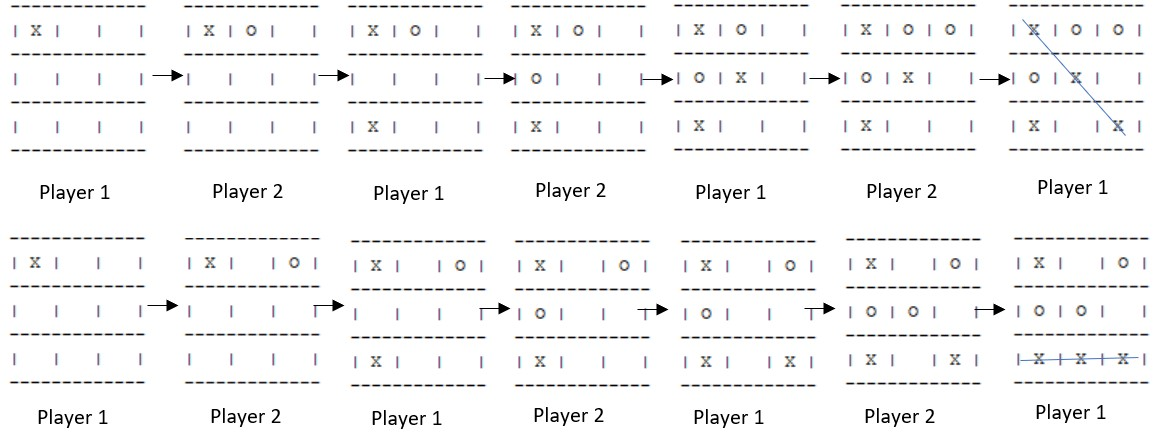 -------------  -------------  -------------  -------------  -------------  -------------  -------------
| X |   |   |  | X | O |   |  | X | O |   |  | X | O |   |  | X | O |   |  | X | O | O |  | X | O | O |
-------------  -------------  -------------  -------------  -------------  -------------  -------------
|   |   |   |  |   |   |   |  |   |   |   |  | O |   |   |  | O | X |   |  | O | X |   |  | O | X |   |
-------------  -------------  -------------  -------------  -------------  -------------  -------------
|   |   |   |  |   |   |   |  | X |   |   |  | X |   |   |  | X |   |   |  | X |   |   |  | X |   | X |
-------------  -------------  -------------  -------------  -------------  -------------  -------------
Player 1 Player 2 Player 1 Player 2 Player 1 Player 2 Player 1
-------------  -------------  -------------  -------------  -------------  -------------  -------------
| X |   |   |  | X |   | O |  | X |   | O |  | X |   | O |  | X |   | O |  | X |   | O |  | X |   | O |
-------------  -------------  -------------  -------------  -------------  -------------  -------------
|   |   |   |  |   |   |   |  |   |   |   |  | O |   |   |  | O |   |   |  | O | O |   |  | O | O |   |
-------------  -------------  -------------  -------------  -------------  -------------  -------------
|   |   |   |  |   |   |   |  | X |   |   |  | X |   |   |  | X |   | X |  | X |   | X |  | X | X | X |
-------------  -------------  -------------  -------------  -------------  -------------  -------------
Player 1 Player 2 Player 1 Player 2 Player 1 Player 2 Player 1